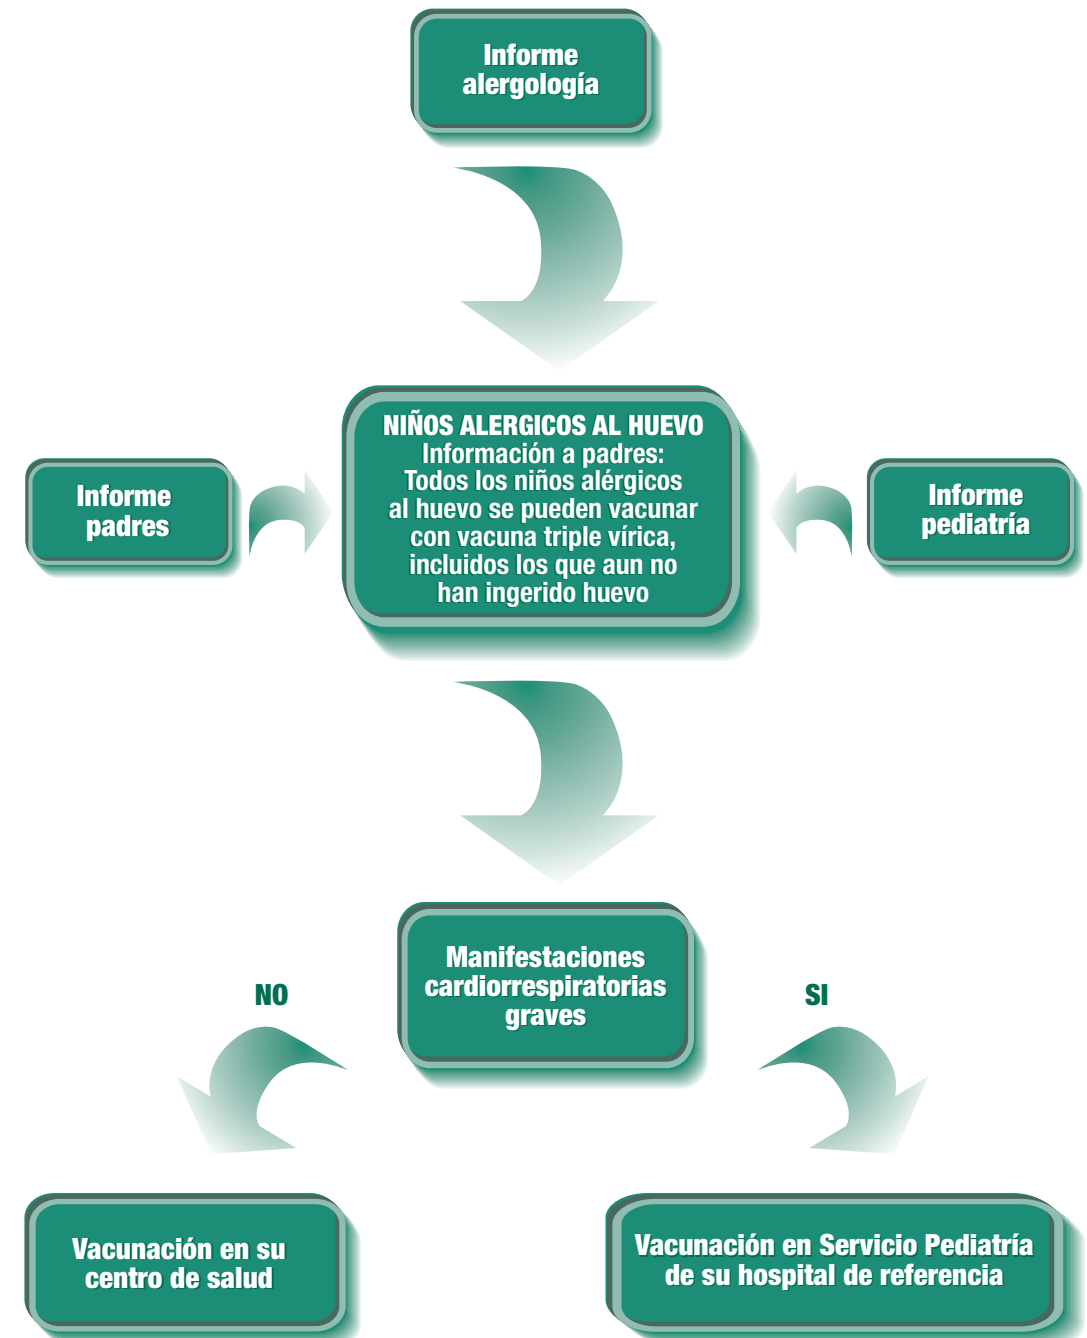 Informe
alergología
NIÑOS ALERGICOS AL HUEVO
Información a padres:
Todos los niños alérgicos
al huevo se pueden vacunar
con vacuna triple vírica,
incluidos los que aun no
han ingerido huevo
Informe
padres
Informe
pediatría
Manifestaciones
cardiorrespiratorias
graves
NO
SI
Vacunación en su
centro de salud
Vacunación en Servicio Pediatría
de su hospital de referencia